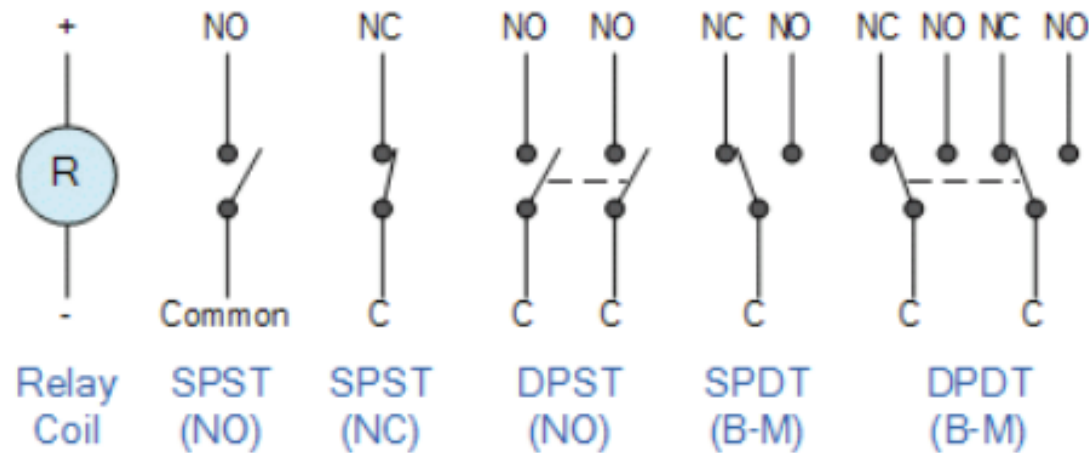 + NO NC NO NO NC NO NC NO NC NO
R
- Common C C C C C C
Relay SPST SPST DPST SPDT DPDT
Coil (NO) (NC) (NO) (B-M) (B-M)